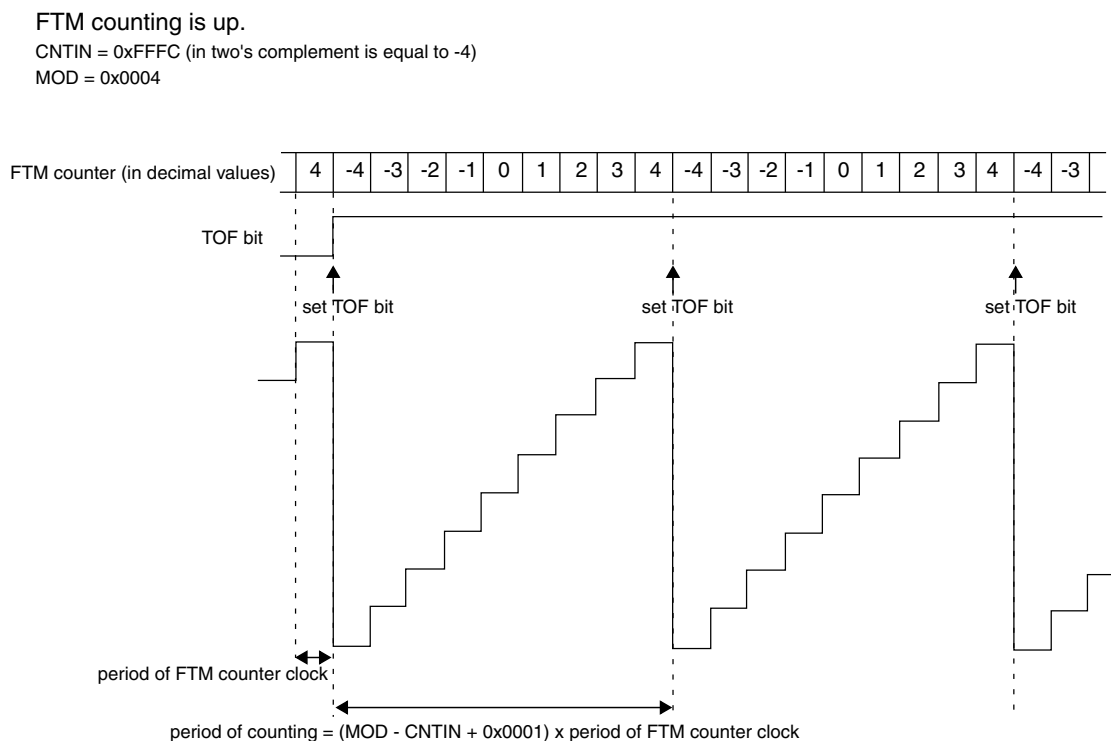 FTM counting is up.
CNTIN = 0xFFFC (in two's complement is equal to -4)
MOD = 0x0004
FTM counter (in decimal values) 4 -4 -3 -2 -1 0 1 2 3 4 -4 -3 -2 -1 0 1 2 3 4 -4 -3
TOF bit
set TOF bit set TOF bit set TOF bit
period of FTM counter clock
period of counting = (MOD - CNTIN + 0x0001) x period of FTM counter clock